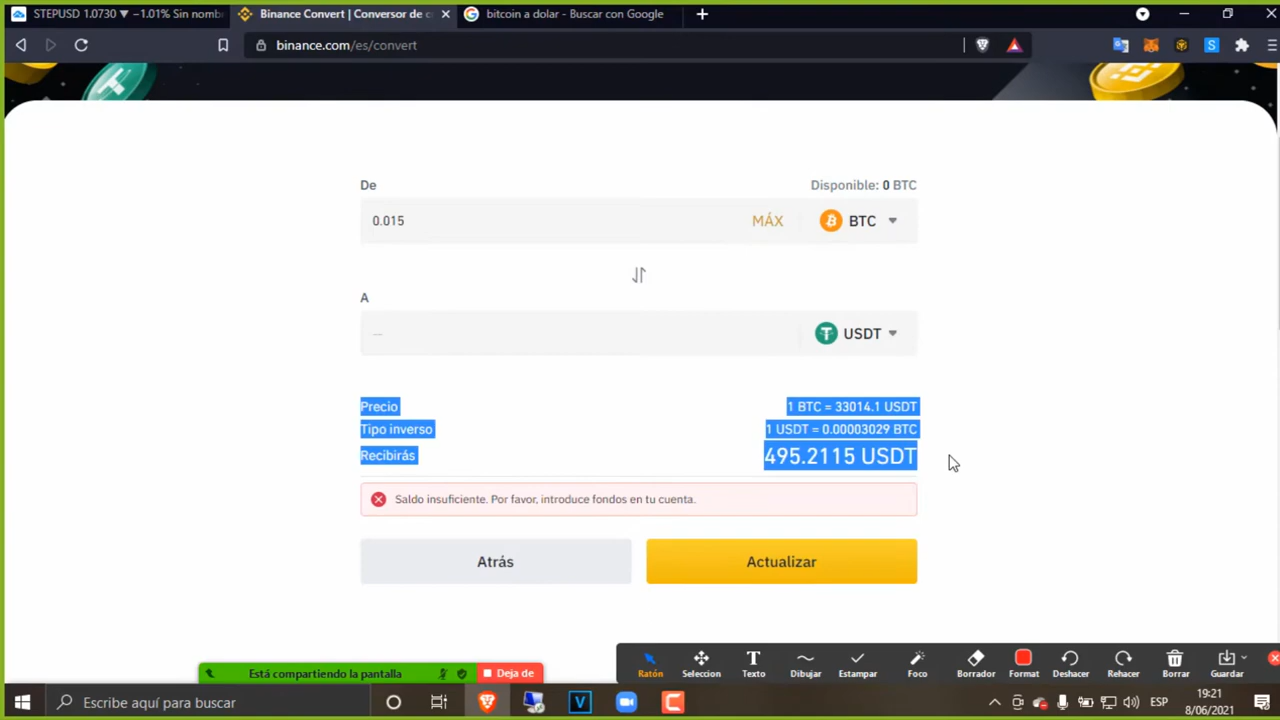 STEPUSD 1.0730 ▼ −1.01% Sin nomb
Binance Convert | Conversor de c
bitcoin a dolar - Buscar con Google
binance.com/es/convert
De
Disponible: 0 BTC
0.015
MÁX
BTC
A
—
USDT
Precio
1 BTC = 33014.1 USDT
Tipo inverso
1 USDT = 0.00003029 BTC
Recibirás
495.2115 USDT
Saldo insuficiente. Por favor, introduce fondos en tu cuenta.
Atrás
Actualizar
Está compartiendo la pantalla
Deja de
Ratón
Seleccion
Texto
Dibujar
Estampar
Foco
Borrador
Format
Deshacer
Rehacer
Borrar
Guardar
Escribe aquí para buscar
ESP
19:21
8/06/2021